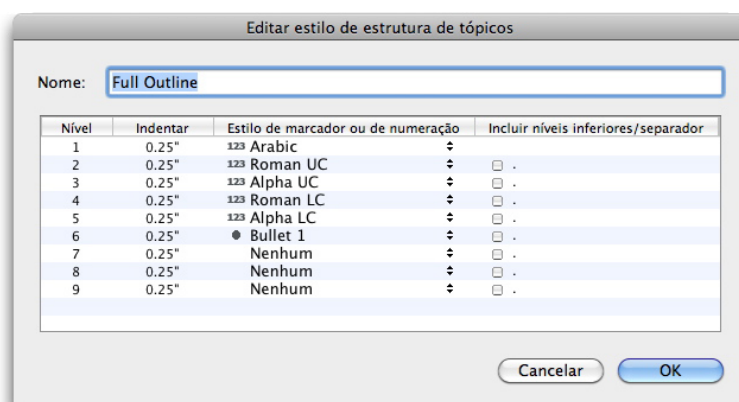 Editar estilo de estrutura de tópicos
Nome: Full Outline
Nível Indentar Estilo de marcador ou de numeração Incluir níveis inferiores/separador
1 0.25" 123 Arabic
2 0.25" 123 Roman UC .
3 0.25" 123 Alpha UC .
4 0.25" 123 Roman LC .
5 0.25" 123 Alpha LC .
6 0.25" Bullet 1 .
7 0.25" Nenhum .
8 0.25" Nenhum .
9 0.25" Nenhum .
Cancelar OK